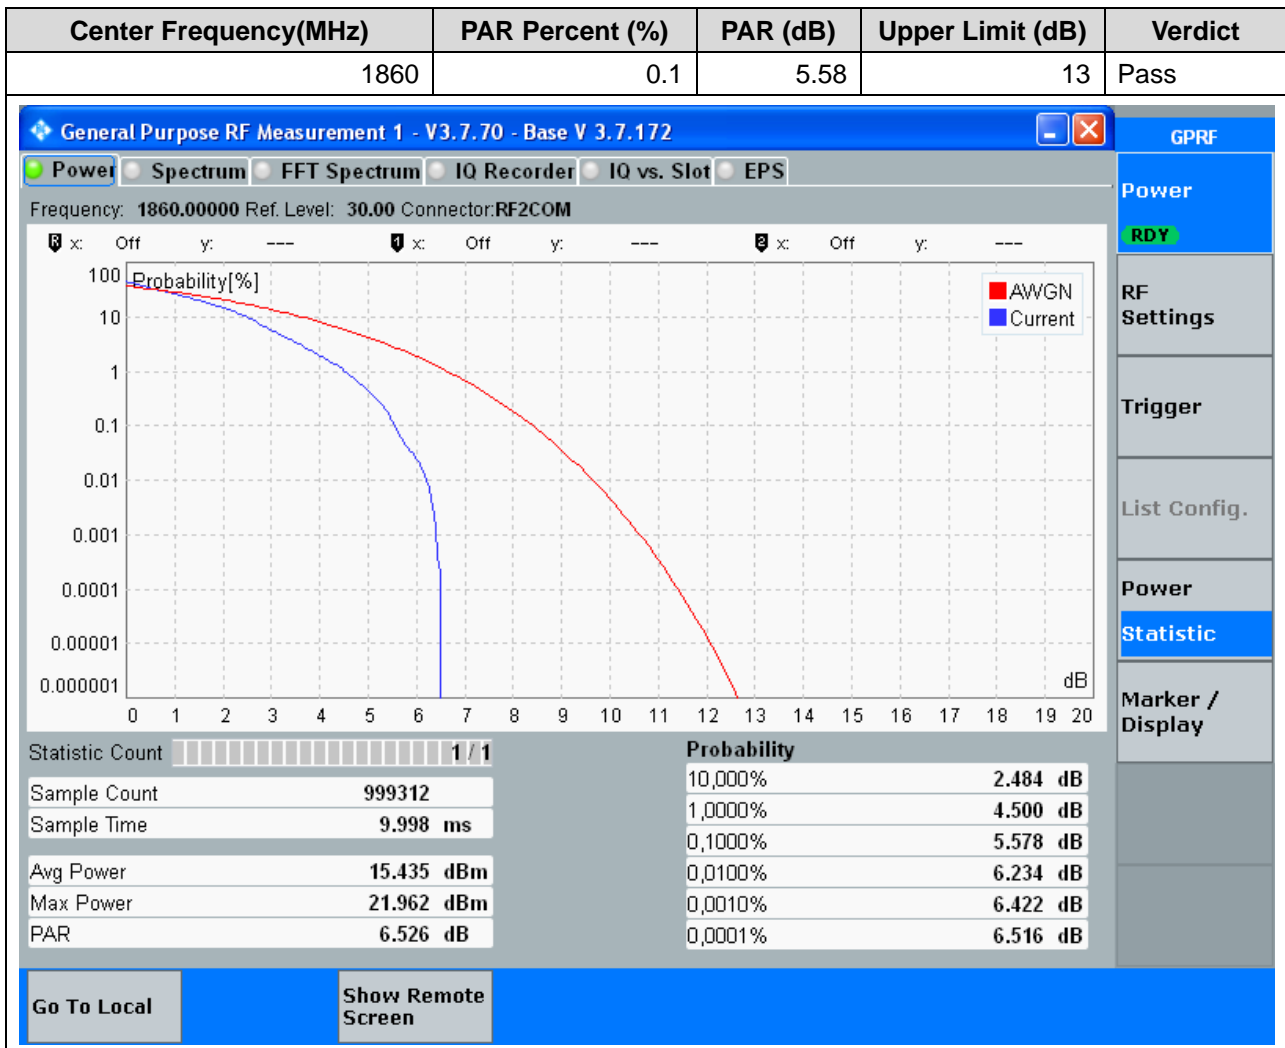 Center Frequency(MHz) PAR Percent (%) PAR (dB) Upper Limit (dB) Verdict
1860 0.1 5.58 13 Pass
General Purpose RF Measurement 1 - V3.7.70 - Base V 3.7.172
GPRF
Power Spectrum FFT Spectrum IQ Recorder IQ vs. Slot EPS
Frequency: 1860.00000 Ref. Level: 30.00 Connector:RF2COM
R x: Off y: --- 1 x: Off y: --- 2 x: Off y: ---
Probability[%]
100
10
1
0.1
0.01
0.001
0.0001
0.00001
0.000001
AWGN
Current
dB
0 1 2 3 4 5 6 7 8 9 10 11 12 13 14 15 16 17 18 19 20
Statistic Count 1 / 1
Sample Count 999312
Sample Time 9.998 ms
Avg Power 15.435 dBm
Max Power 21.962 dBm
PAR 6.526 dB
Probability
10,000% 2.484 dB
1,0000% 4.500 dB
0,1000% 5.578 dB
0,0100% 6.234 dB
0,0010% 6.422 dB
0,0001% 6.516 dB
Power
RDY
RF
Settings
Trigger
List Config.
Power
Statistic
Marker /
Display
Go To Local
Show Remote
Screen